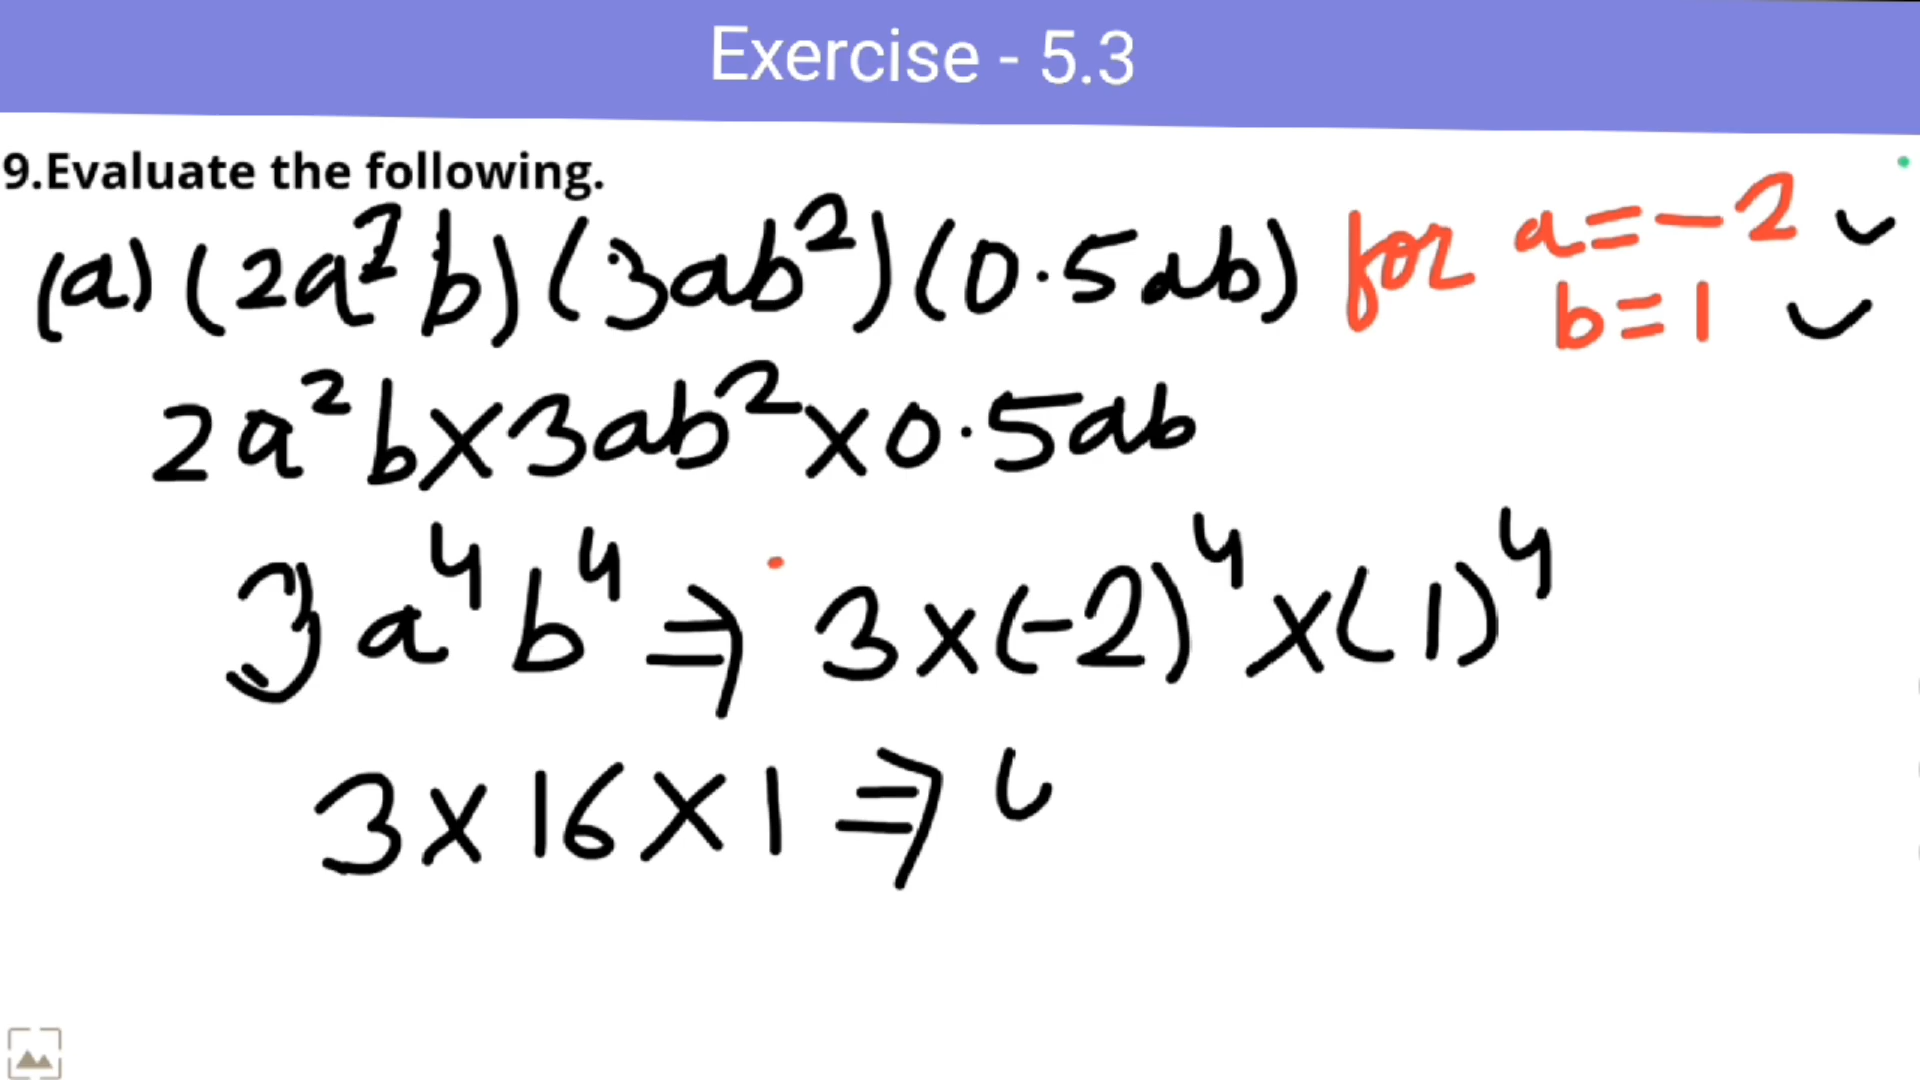 Exercise - 5.3
9.Evaluate the following.
(a) (2a²b)(3ab²)(0.5ab) for a=-2
b=1
2a²b×3ab²×0.5ab
3a⁴b⁴ ⇒ 3×(-2)⁴×(1)⁴
3×16×1 ⇒